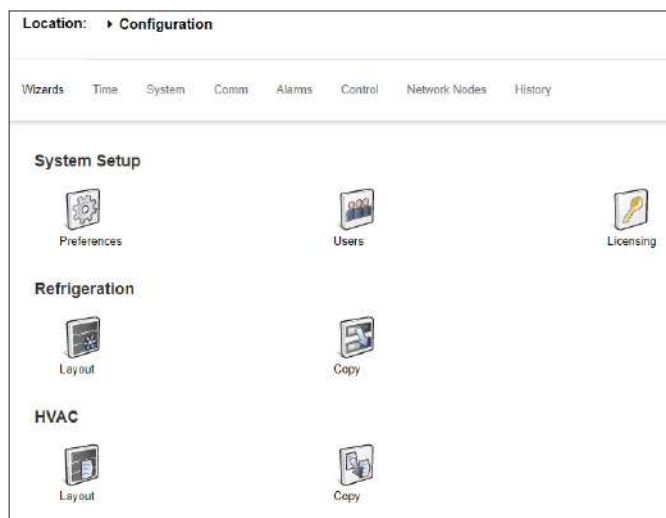 Location: ▸ Configuration
Wizards Time System Comm Alarms Control Network Nodes History
System Setup
Preferences Users Licensing
Refrigeration
Layout Copy
HVAC
Layout Copy